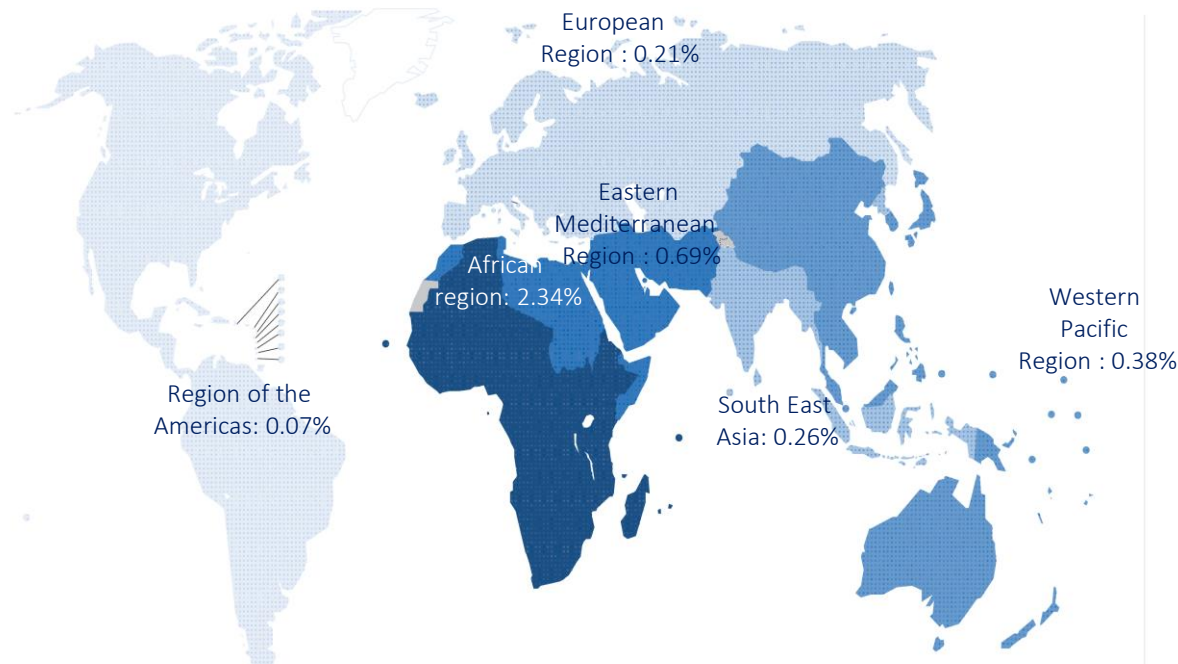 European
Region : 0.21%
Eastern
Mediterranean
Region : 0.69%
African
region: 2.34%
Western
Pacific
Region : 0.38%
Region of the
Americas: 0.07%
South East
Asia: 0.26%